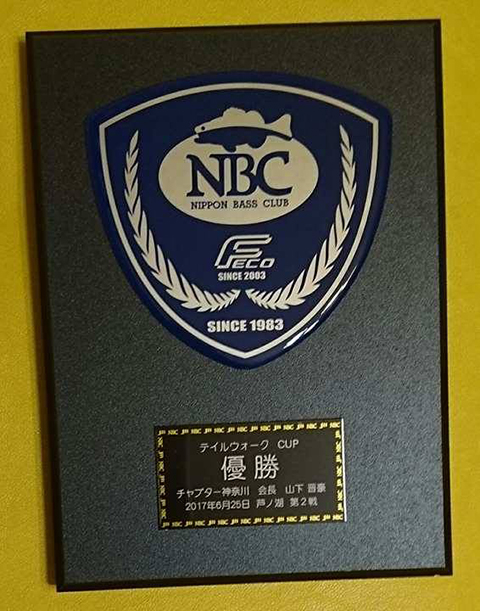 NBC
NIPPON BASS CLUB
FECO
SINCE 2003
SINCE 1983
テイルウォーク CUP
優勝
チャプター神奈川 会長 山下 晋豪
2017年6月25日 芦ノ湖 第2戦